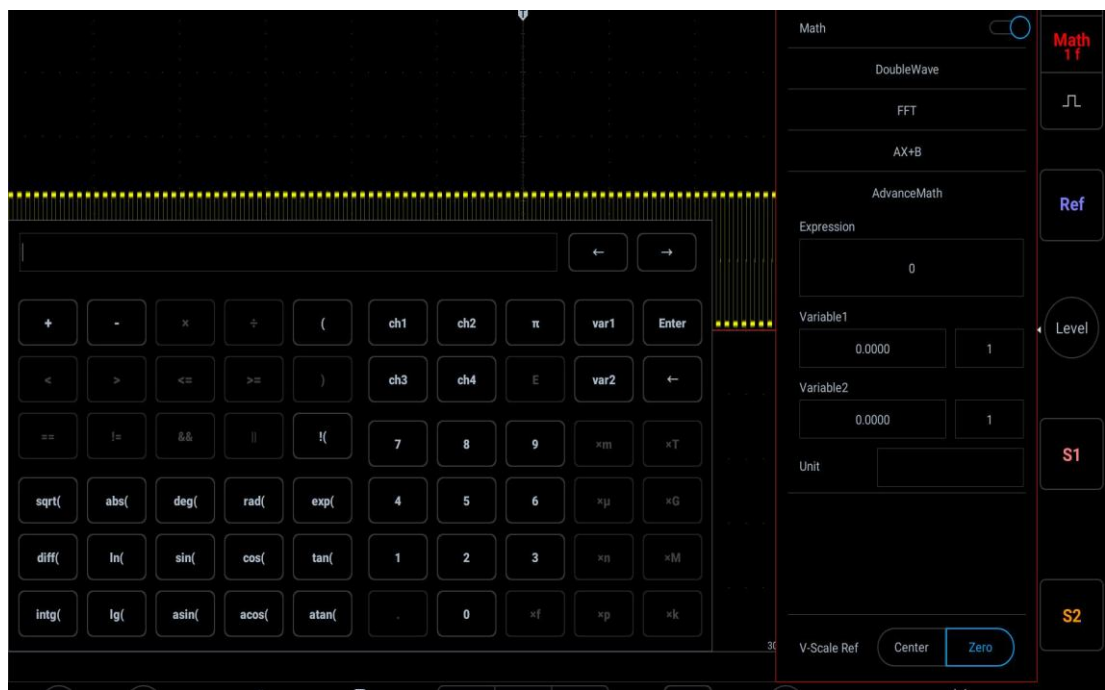 T
Math
DoubleWave
FFT
AX+B
AdvanceMath
Expression
0
Variable1
0.0000 1
Variable2
0.0000 1
Unit
V-Scale Ref Center Zero
Math
1 f
Ref
Level
S1
S2
← →
+ - × ÷ ( ch1 ch2 π var1 Enter
< > <= >= ) ch3 ch4 E var2 ←
== != && || !( 7 8 9 ×m ×T
sqrt( abs( deg( rad( exp( 4 5 6 ×μ ×G
diff( ln( sin( cos( tan( 1 2 3 ×n ×M
intg( lg( asin( acos( atan( . 0 ×f ×p ×k
30